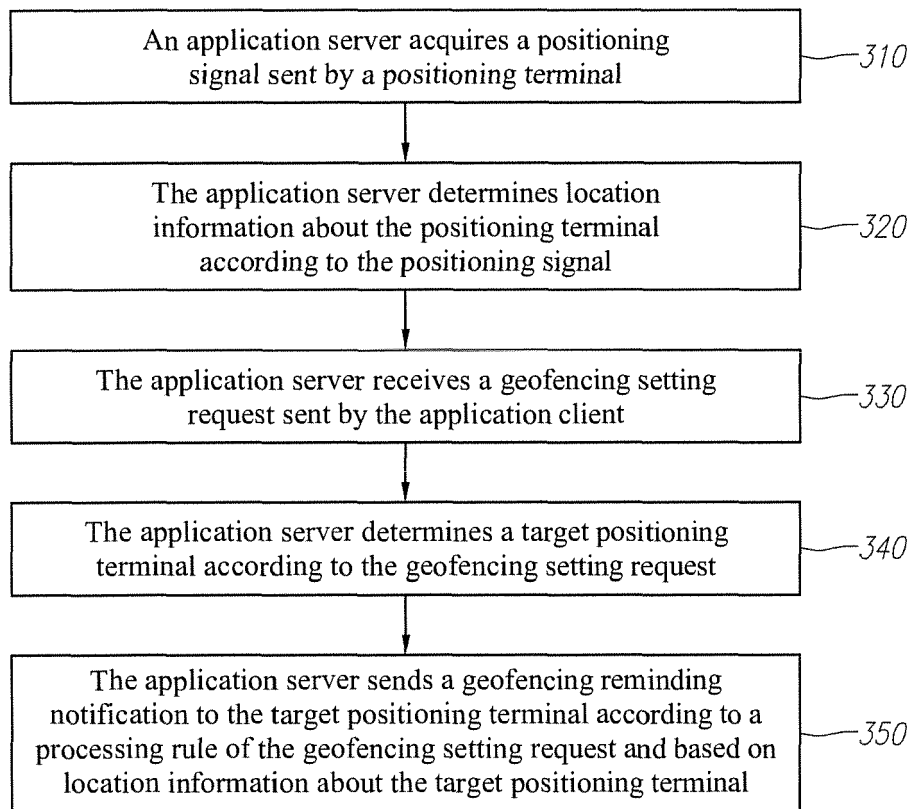 An application server acquires a positioning
signal sent by a positioning terminal
310
The application server determines location
information about the positioning terminal
according to the positioning signal
320
The application server receives a geofencing setting
request sent by the application client
330
The application server determines a target positioning
terminal according to the geofencing setting request
340
The application server sends a geofencing reminding
notification to the target positioning terminal according to a
processing rule of the geofencing setting request and based on
location information about the target positioning terminal
350